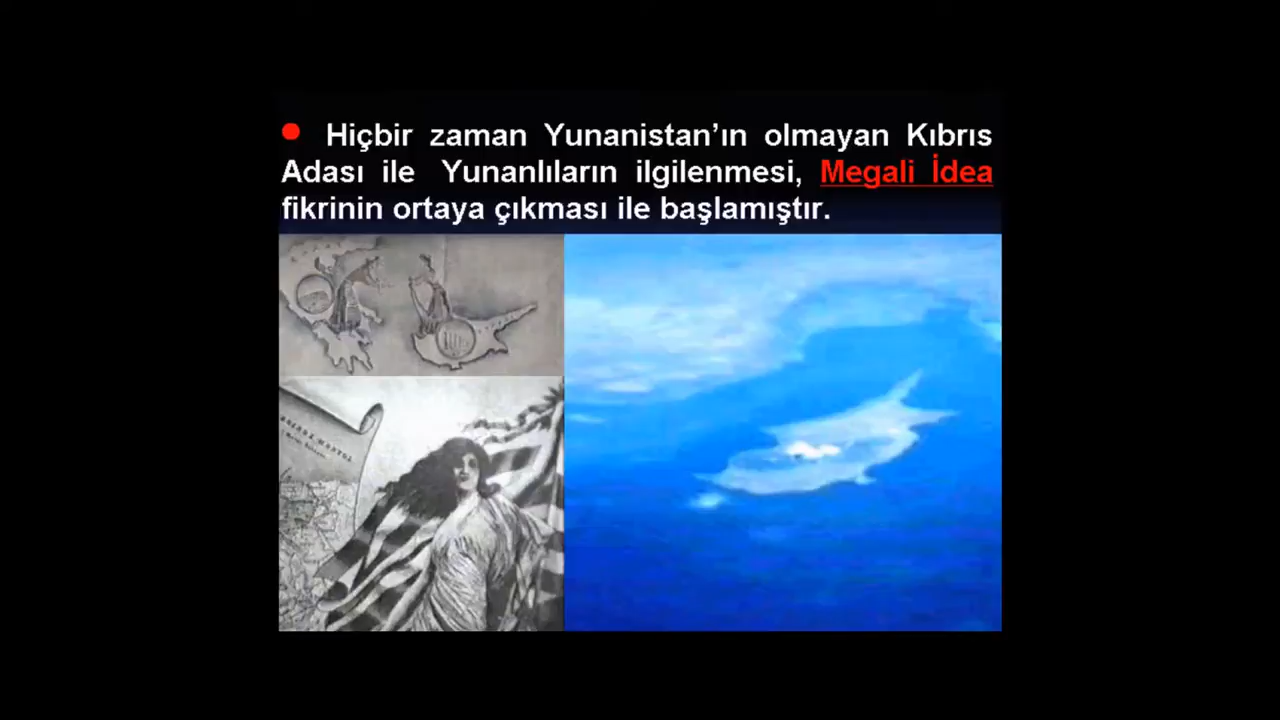 Hiçbir zaman Yunanistan’ın olmayan Kıbrıs
Adası ile Yunanlıların ilgilenmesi, Megali İdea
fikrinin ortaya çıkması ile başlamıştır.